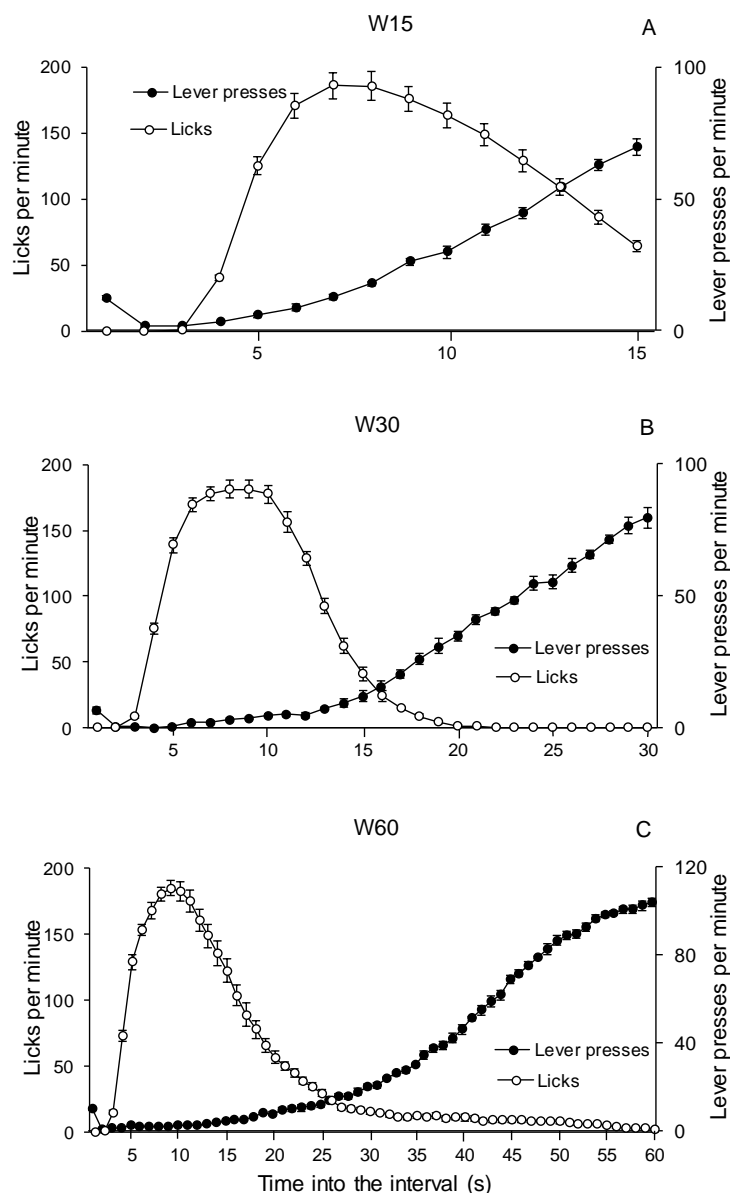 W15
A
200
150
100
50
0
Licks per minute
Lever presses
Licks
100
50
0
Lever presses per minute
5
10
15
W30
B
200
150
100
50
0
Licks per minute
100
50
0
Lever presses per minute
Lever presses
Licks
5
10
15
20
25
30
W60
C
200
150
100
50
0
Licks per minute
120
80
40
0
Lever presses per minute
Lever presses
Licks
5
10
15
20
25
30
35
40
45
50
55
60
Time into the interval (s)